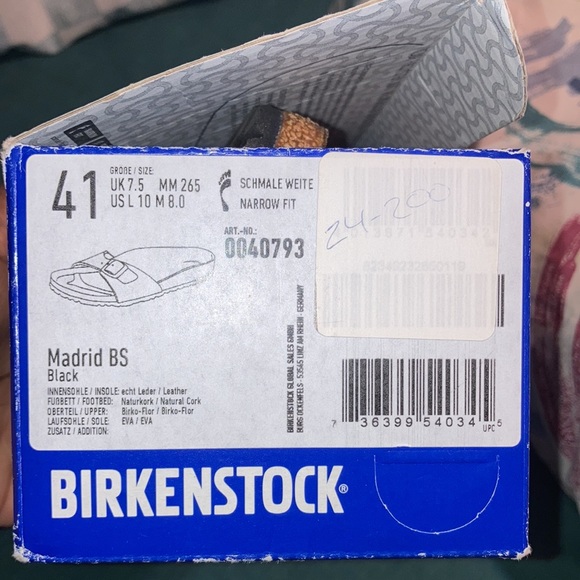 41
GRÖßE / SIZE:
UK 7.5 MM 265
US L 10 M 8.0
SCHMALE WEITE
NARROW FIT
ART.-NO.:
0040793
24-200
Madrid BS
Black
INNENSOHLE / INSOLE: echt Leder / Leather
FUßBETT / FOOTBED: Naturkork / Natural Cork
OBERTEIL / UPPER: Birko-Flor / Birko-Flor
LAUFSOHLE / SOLE: EVA / EVA
ZUSATZ / ADDITION:
BIRKENSTOCK GLOBAL SALES GMBH
BURG OCKENFELS - 53545 LINZ AM RHEIN - GERMANY
7 36399 54034 5
UPC
BIRKENSTOCK®